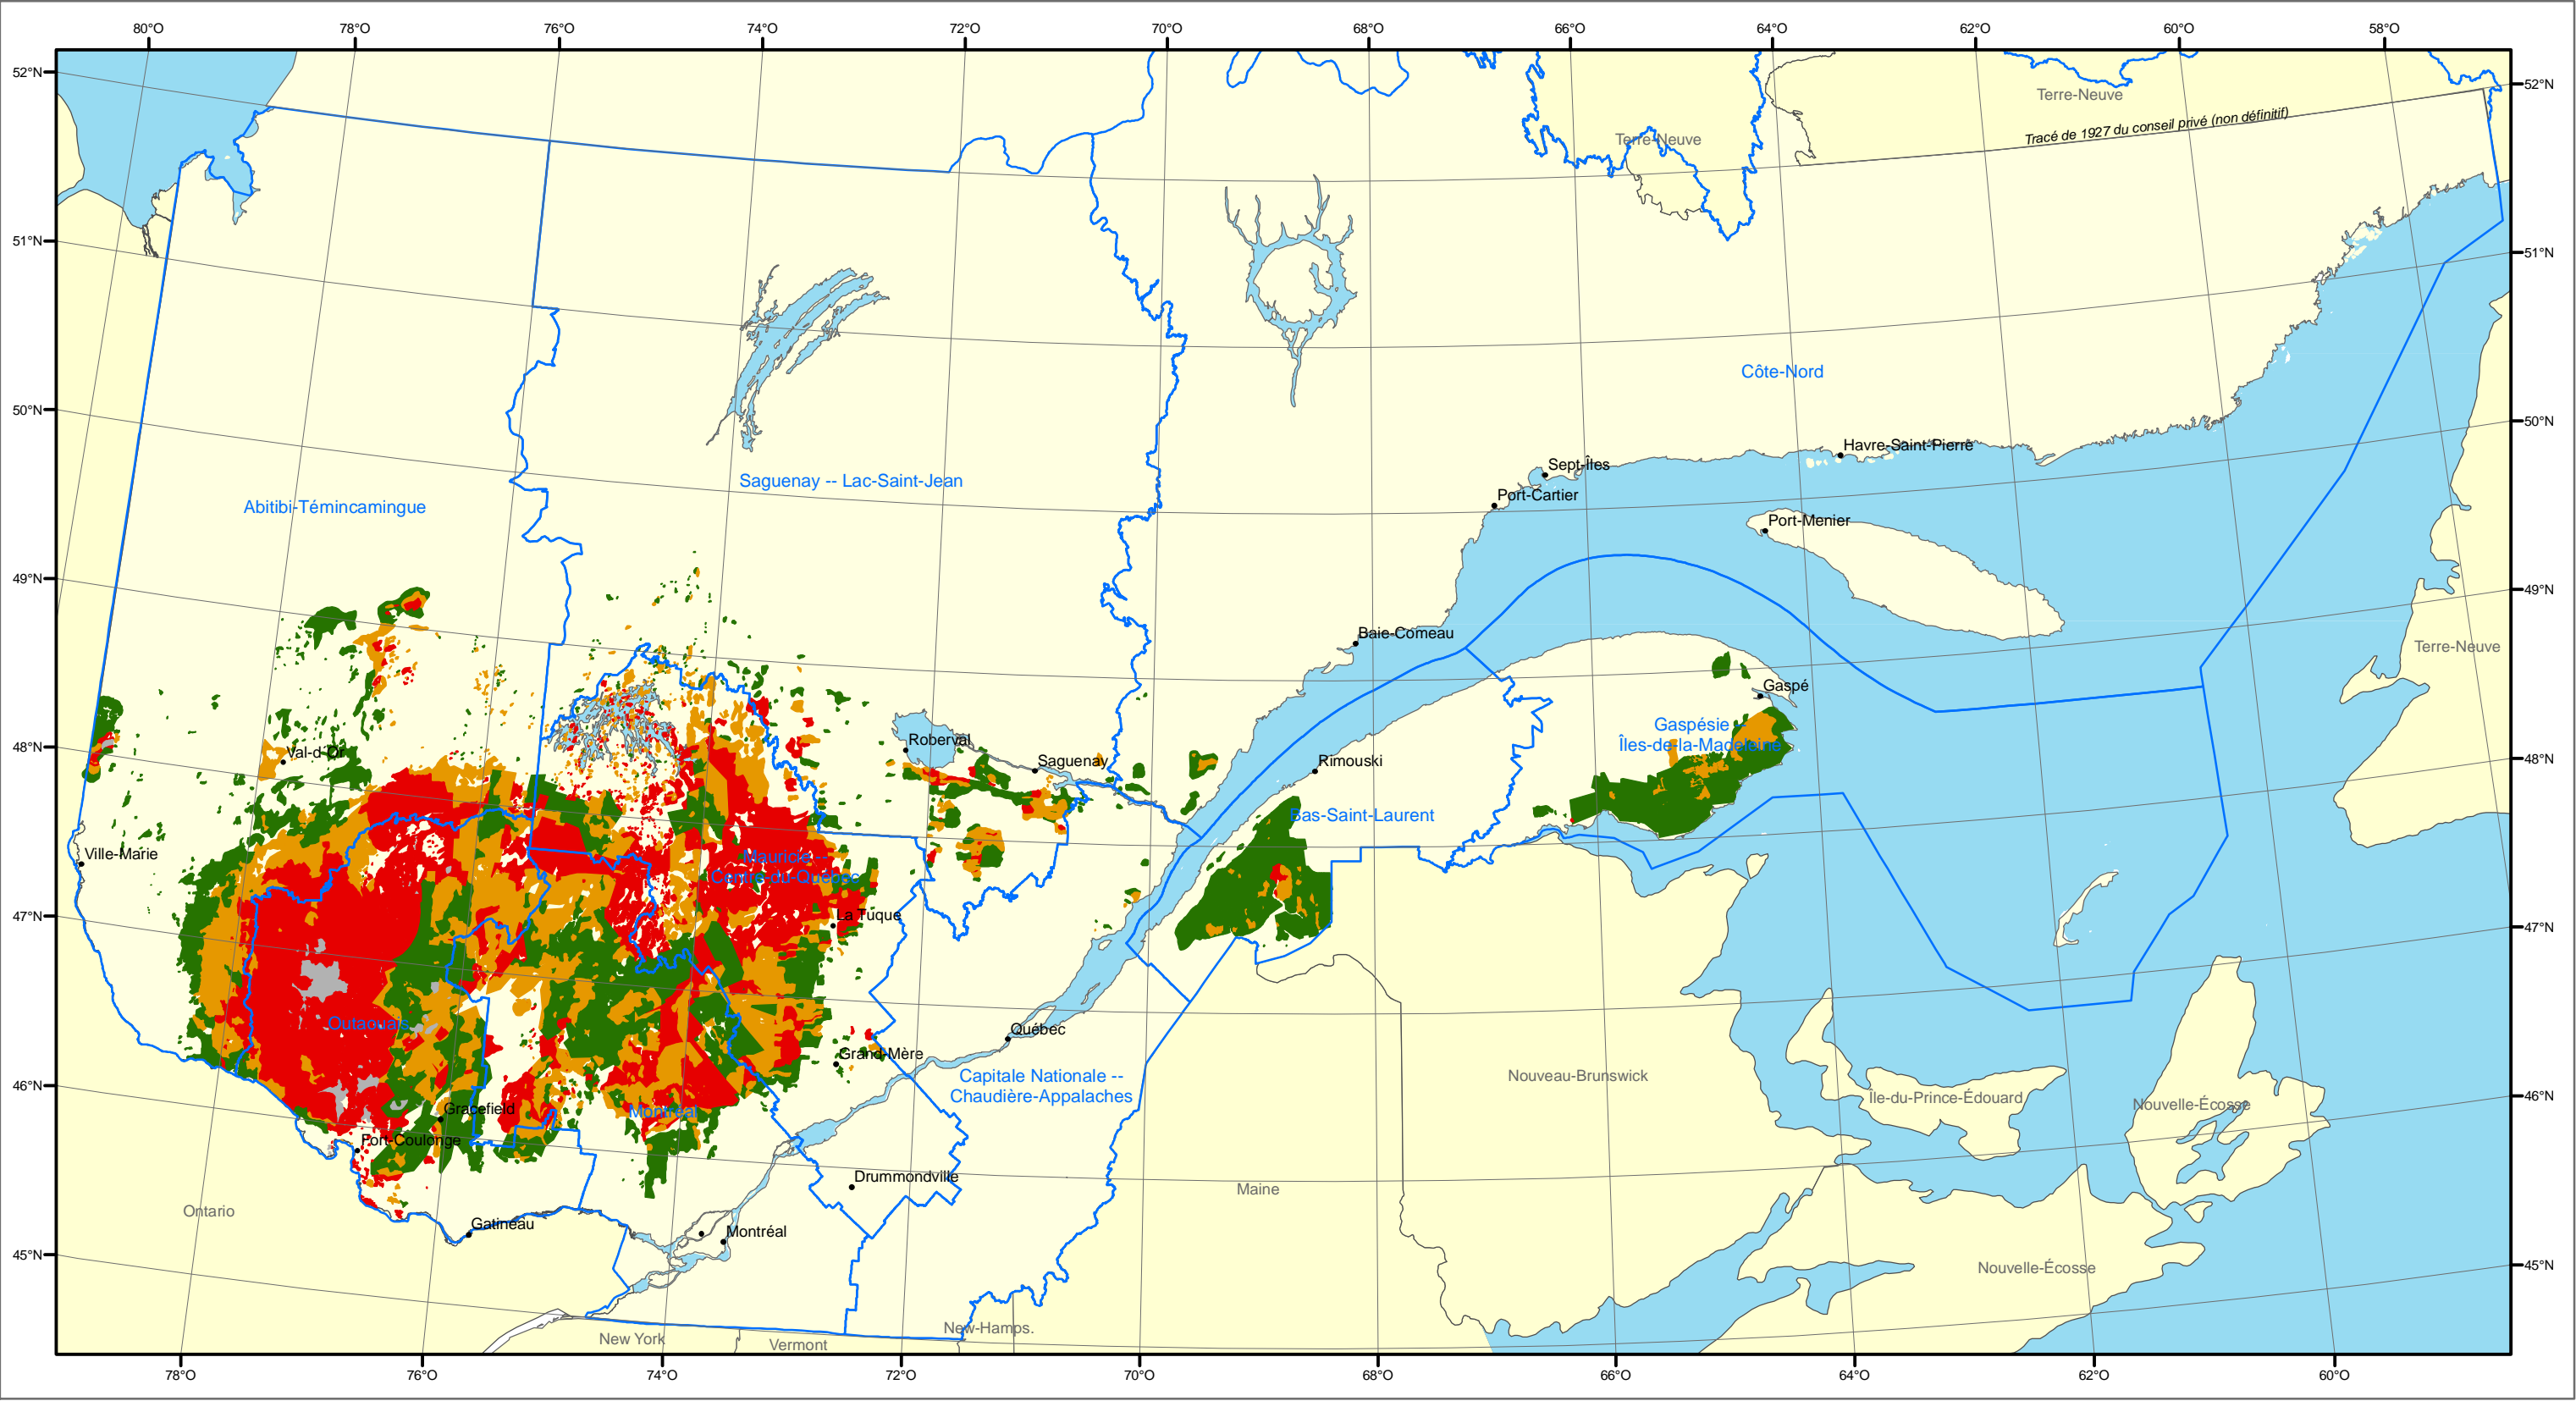 80°O 78°O 76°O 74°O 72°O 70°O 68°O 66°O 64°O 62°O 60°O 58°O
52°N
52°N
Terre-Neuve
Tracé de 1927 du conseil privé (non définitif)
Terre-Neuve
51°N
51°N
Côte-Nord
50°N
50°N
Havre-Saint-Pierre
Sept-Îles
Saguenay -- Lac-Saint-Jean
Port-Cartier
Abitibi-Témincamingue
Port-Menier
49°N
49°N
Baie-Comeau
Terre-Neuve
Gaspé
Gaspésie -
Îles-de-la-Madeleine
Roberval
48°N
48°N
Val-d'Or
Saguenay
Rimouski
Bas-Saint-Laurent
Ville-Marie
Mauricie --
Centre-du-Québec
La Tuque
47°N
47°N
Outaouais
Québec
Grand-Mère
Capitale Nationale --
Chaudière-Appalaches
Nouveau-Brunswick
46°N
46°N
Île-du-Prince-Édouard
Nouvelle-Écosse
Gracefield
Montréal
Fort-Coulonge
Drummondville
Maine
Ontario
Gatineau
Montréal
45°N
45°N
Nouvelle-Écosse
New-Hamps.
New York
Vermont
78°O 76°O 74°O 72°O 70°O 68°O 66°O 64°O 62°O 60°O